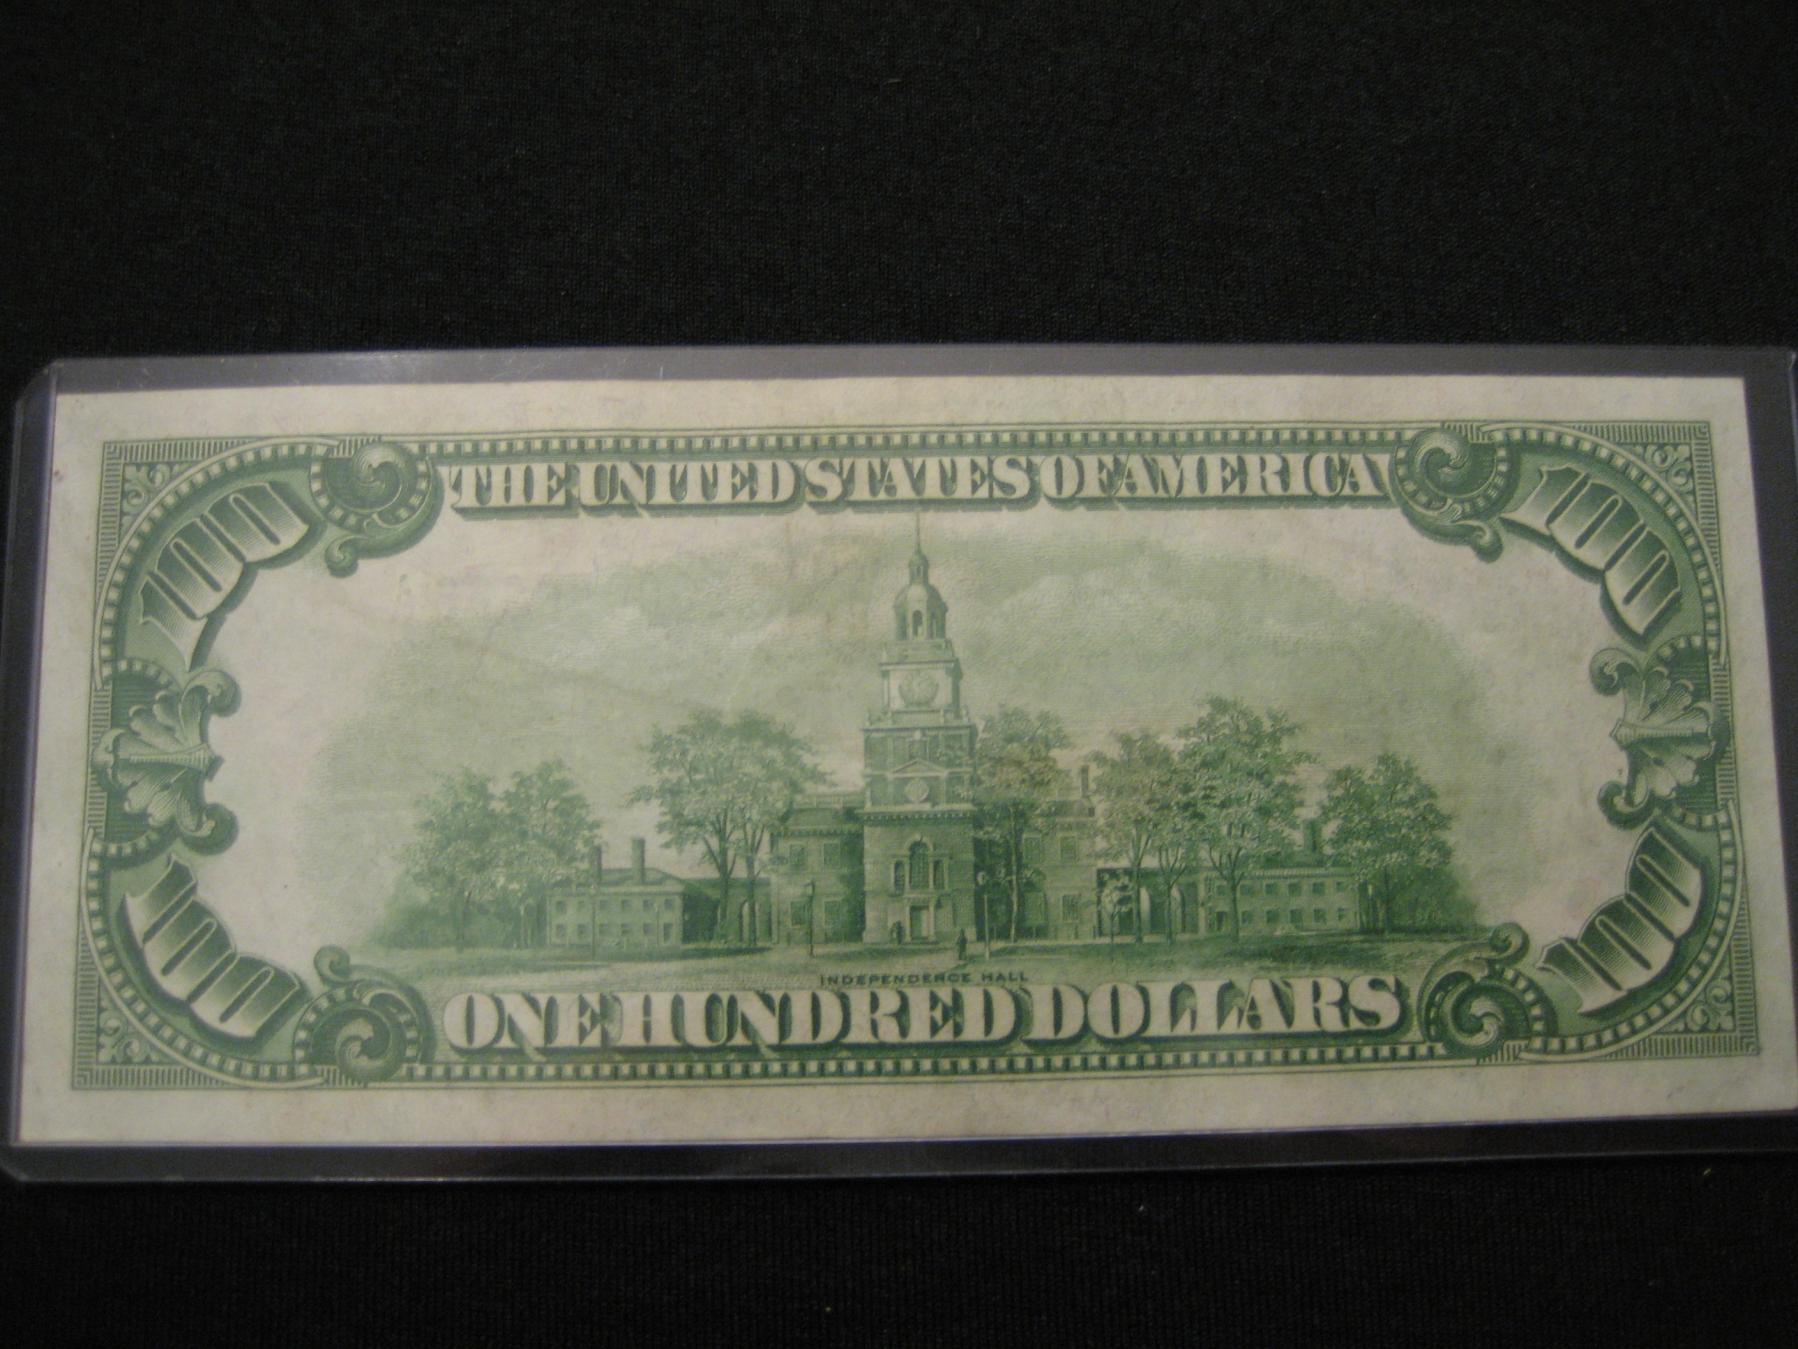 THE UNITED STATES OF AMERICA
100 100
INDEPENDENCE HALL
100 100
ONE HUNDRED DOLLARS